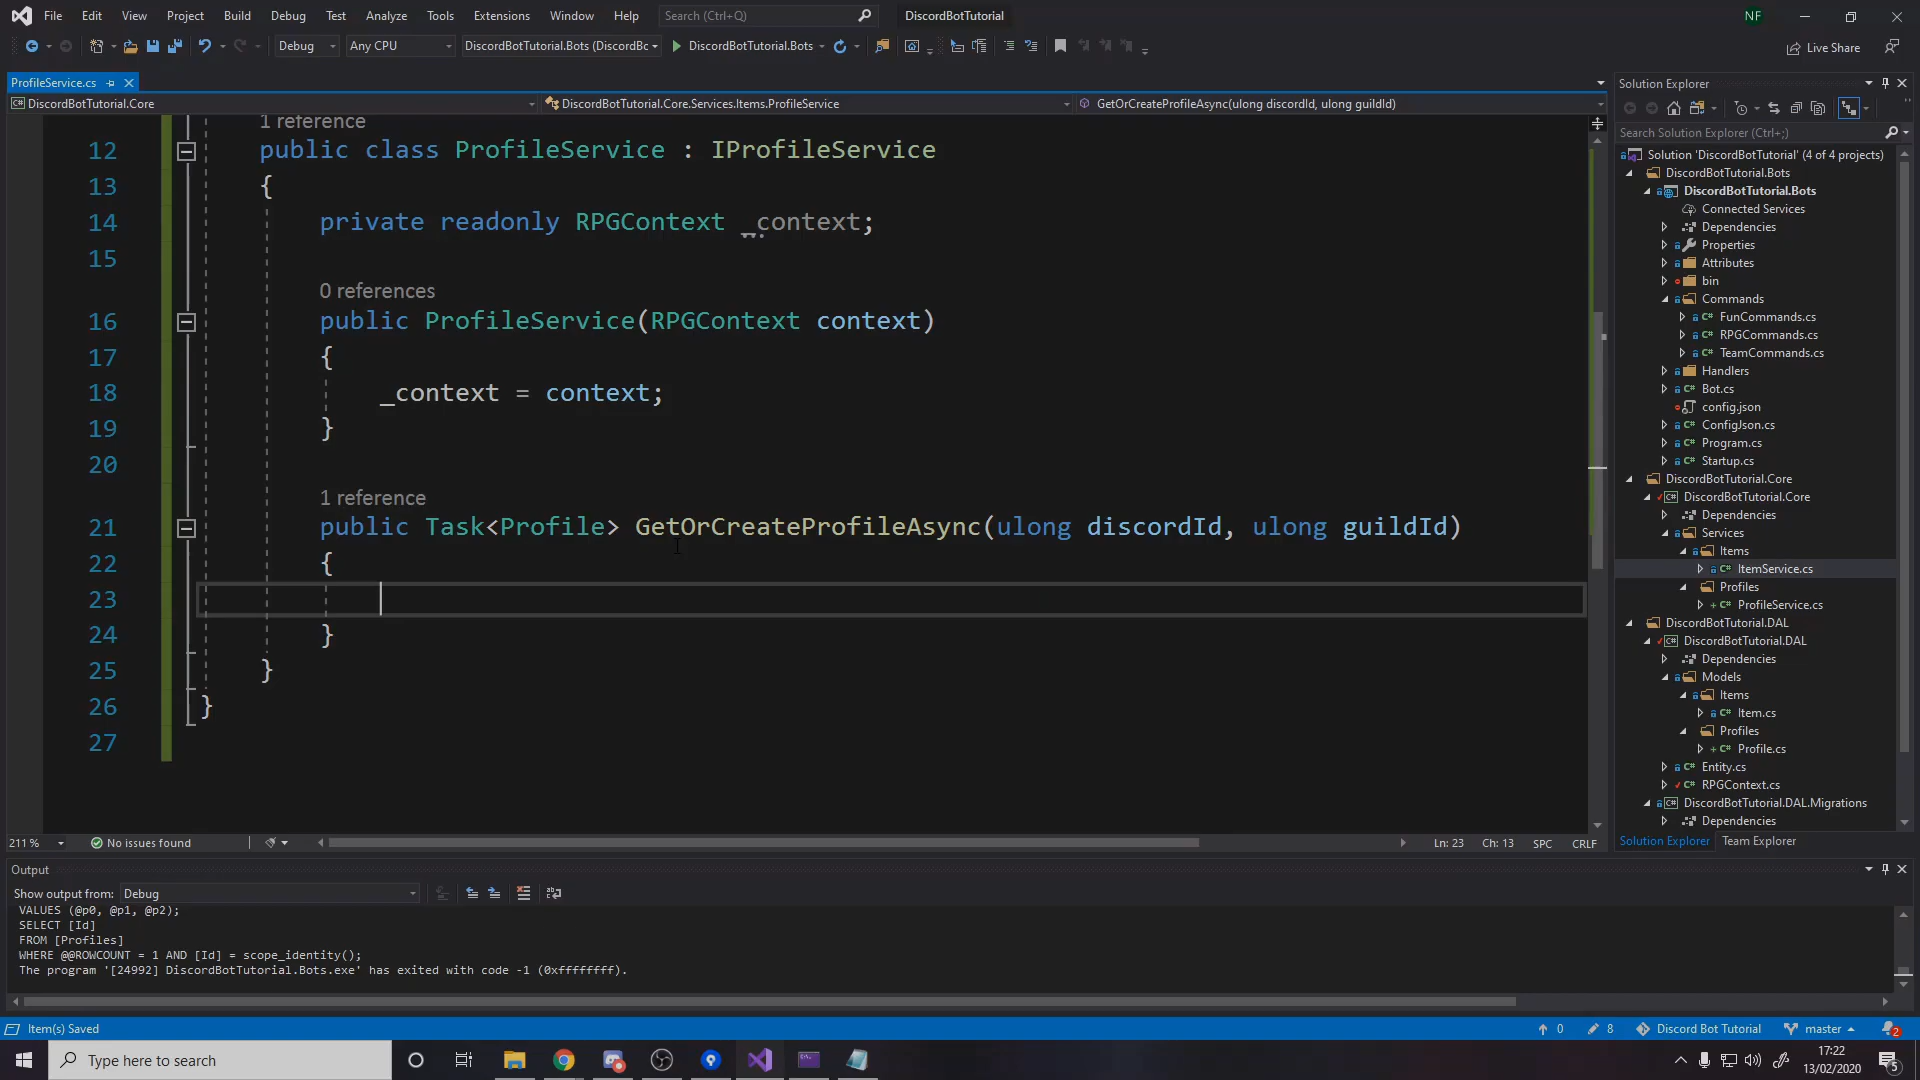 File Edit View Project Build Debug Test Analyze Tools Extensions Window Help Search (Ctrl+Q) DiscordBotTutorial NF
Debug Any CPU DiscordBotTutorial.Bots (DiscordBc DiscordBotTutorial.Bots Live Share
ProfileService.cs
DiscordBotTutorial.Core DiscordBotTutorial.Core.Services.Items.ProfileService GetOrCreateProfileAsync(ulong discordId, ulong guildId)
1 reference
12 public class ProfileService : IProfileService
13 {
14 private readonly RPGContext _context;
15
0 references
16 public ProfileService(RPGContext context)
17 {
18 _context = context;
19 }
20
1 reference
21 public Task<Profile> GetOrCreateProfileAsync(ulong discordId, ulong guildId)
22 {
23
24 }
25 }
26 }
27
211 % No issues found Ln: 23 Ch: 13 SPC CRLF
Solution Explorer
Search Solution Explorer (Ctrl+;)
Solution 'DiscordBotTutorial' (4 of 4 projects)
DiscordBotTutorial.Bots
DiscordBotTutorial.Bots
Connected Services
Dependencies
Properties
Attributes
bin
Commands
C# FunCommands.cs
C# RPGCommands.cs
C# TeamCommands.cs
Handlers
C# Bot.cs
config.json
C# ConfigJson.cs
C# Program.cs
C# Startup.cs
DiscordBotTutorial.Core
C# DiscordBotTutorial.Core
Dependencies
Services
Items
C# ItemService.cs
Profiles
+ C# ProfileService.cs
DiscordBotTutorial.DAL
C# DiscordBotTutorial.DAL
Dependencies
Models
Items
C# Item.cs
Profiles
+ C# Profile.cs
C# Entity.cs
C# RPGContext.cs
C# DiscordBotTutorial.DAL.Migrations
Dependencies
Solution Explorer Team Explorer
Output
Show output from: Debug
VALUES (@p0, @p1, @p2);
SELECT [Id]
FROM [Profiles]
WHERE @@ROWCOUNT = 1 AND [Id] = scope_identity();
The program '[24992] DiscordBotTutorial.Bots.exe' has exited with code -1 (0xffffffff).
Item(s) Saved 0 8 Discord Bot Tutorial master 2
Type here to search 17:22
13/02/2020 5